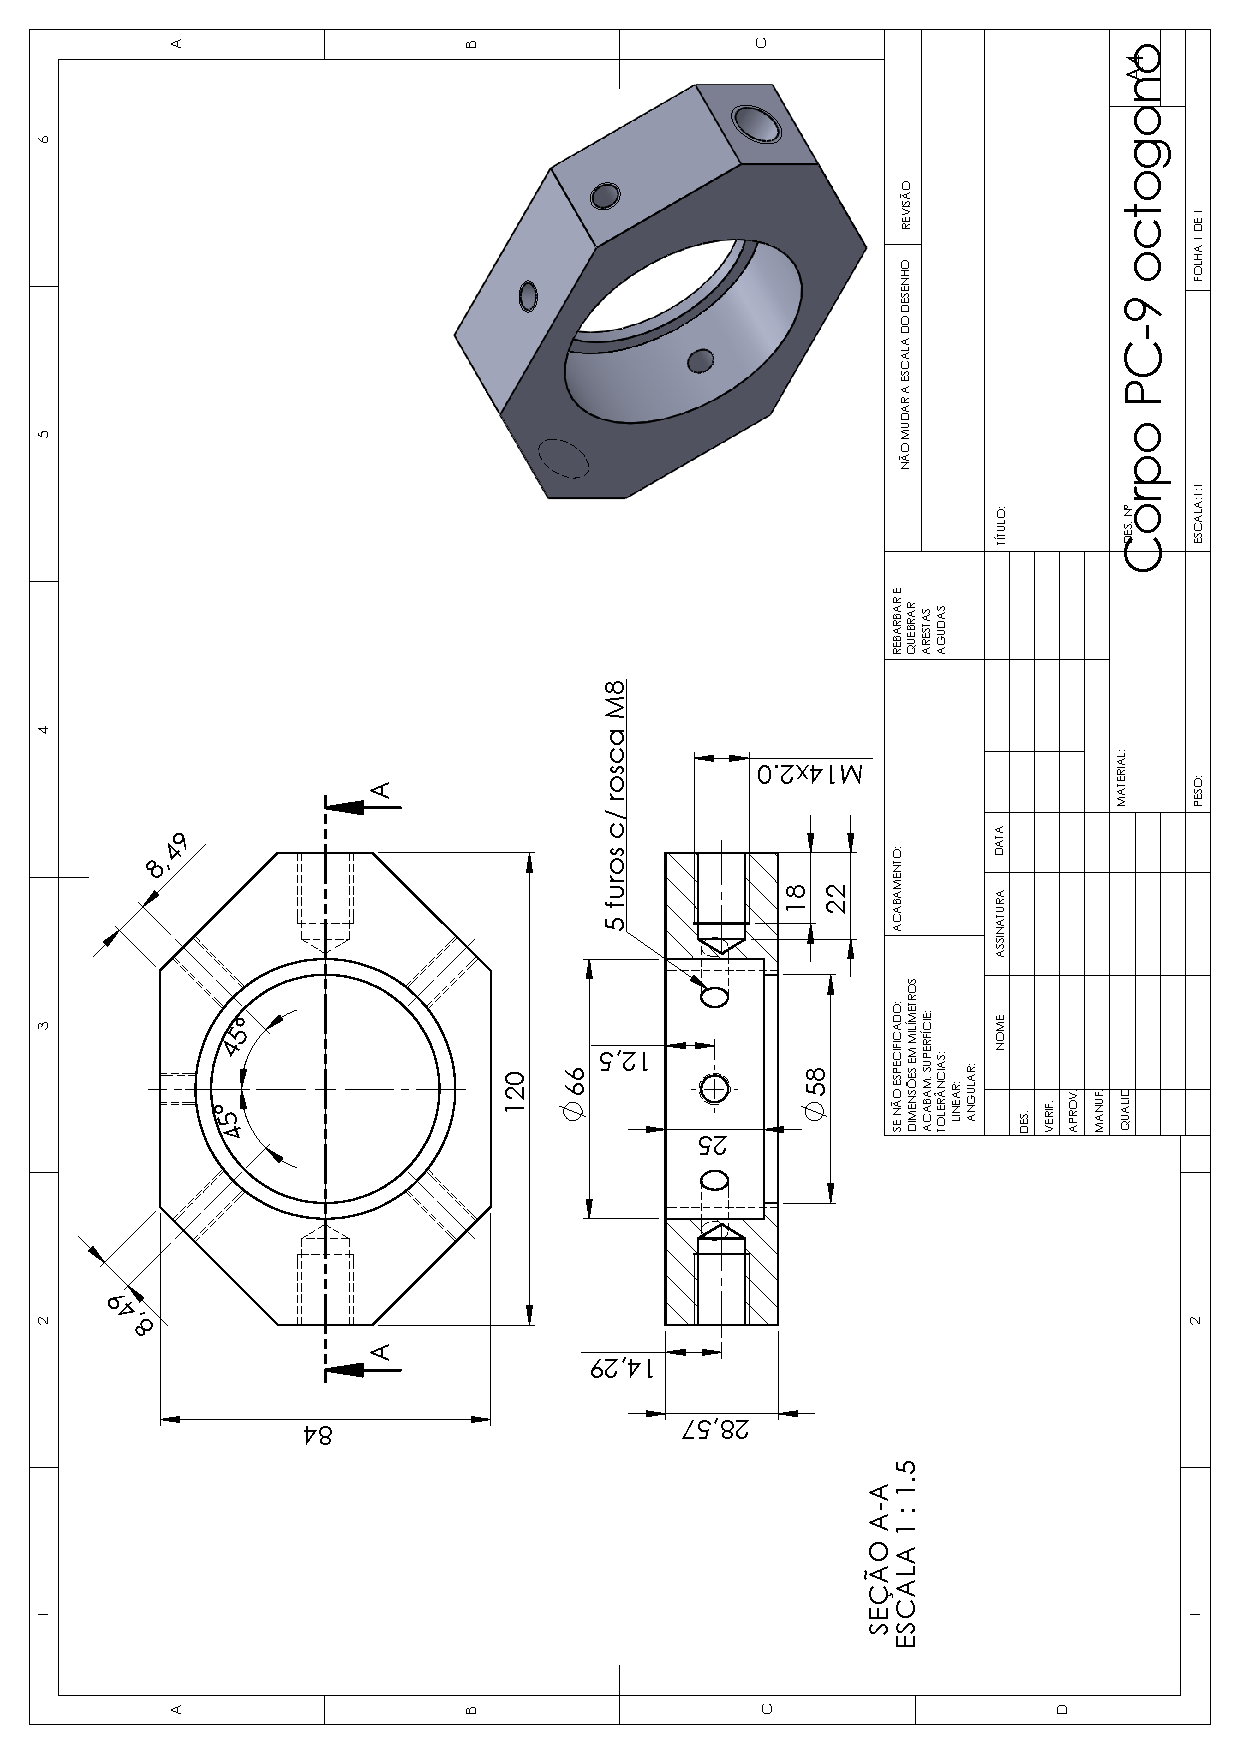 A
B
C
6
5
4
3
2
1
A
B
C
D
2
1
8,49
8,49
45°
45°
A
A
120
84
5 furos c/ rosca M8
M14x2.0
18
22
12,5
Ø 66
Ø 58
25
14,29
28,57
SEÇÃO A-A
ESCALA 1 : 1.5
SE NÃO ESPECIFICADO:
DIMENSÕES EM MILÍMETROS
ACABAM. SUPERFÍCIE:
TOLERÂNCIAS:
LINEAR:
ANGULAR:
ACABAMENTO:
REBARBAR E
QUEBRAR
ARESTAS
AGUDAS
NÃO MUDAR A ESCALA DO DESENHO
REVISÃO
NOME
ASSINATURA
DATA
TÍTULO:
DES.
VERIF.
APROV.
MANUF.
QUALID
MATERIAL:
DES. Nº
Corpo PC-9 octogono
A4
PESO:
ESCALA:1:1
FOLHA 1 DE 1